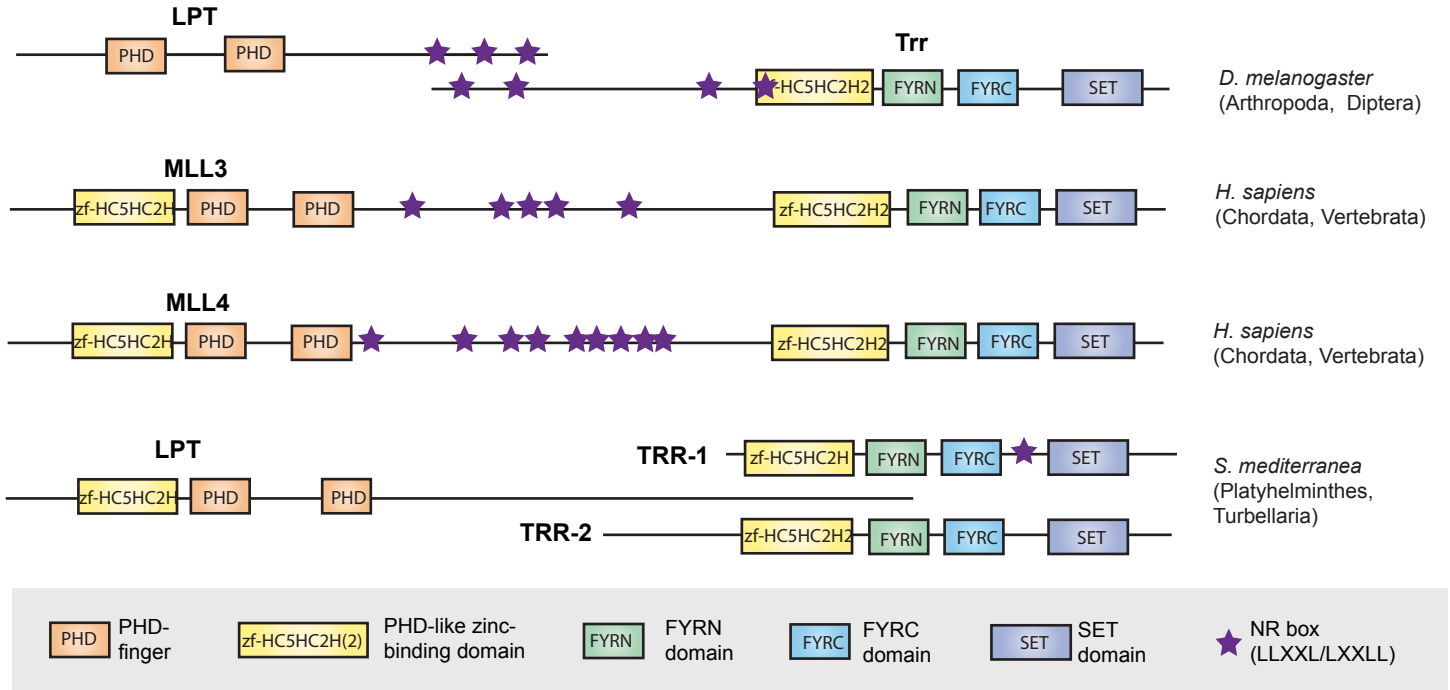 LPT
PHD
PHD
Trr
zf-HC5HC2H2
FYRN
FYRC
SET
D. melanogaster
(Arthropoda, Diptera)
MLL3
zf-HC5HC2H
PHD
PHD
zf-HC5HC2H2
FYRN
FYRC
SET
H. sapiens
(Chordata, Vertebrata)
MLL4
zf-HC5HC2H
PHD
PHD
zf-HC5HC2H2
FYRN
FYRC
SET
H. sapiens
(Chordata, Vertebrata)
LPT
zf-HC5HC2H
PHD
PHD
TRR-1
zf-HC5HC2H
FYRN
FYRC
SET
TRR-2
zf-HC5HC2H2
FYRN
FYRC
SET
S. mediterranea
(Platyhelminthes,
Turbellaria)
PHD
PHD-
finger
zf-HC5HC2H(2)
PHD-like zinc-
binding domain
FYRN
FYRN
domain
FYRC
FYRC
domain
SET
SET
domain
NR box
(LLXXL/LXXLL)